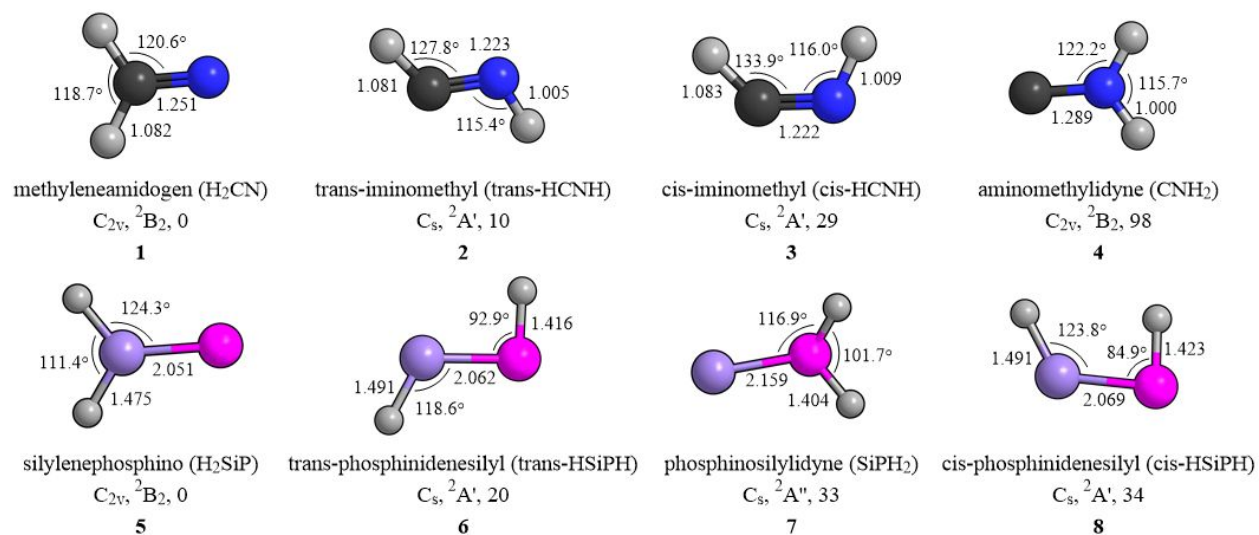 120.6°
118.7°
1.251
1.082
127.8°
1.223
1.081
1.005
115.4°
116.0°
133.9°
1.009
1.083
1.222
122.2°
115.7°
1.289
1.000
methyleneamidogen (H₂CN)
C₂ᵥ, ²B₂, 0
1
trans-iminomethyl (trans-HCNH)
Cₛ, ²A', 10
2
cis-iminomethyl (cis-HCNH)
Cₛ, ²A', 29
3
aminomethylidyne (CNH₂)
C₂ᵥ, ²B₂, 98
4
124.3°
111.4°
2.051
1.475
92.9°
1.416
1.491
2.062
118.6°
116.9°
101.7°
2.159
1.404
123.8°
1.491
84.9°
1.423
2.069
silylenephosphino (H₂SiP)
C₂ᵥ, ²B₂, 0
5
trans-phosphinidenesilyl (trans-HSiPH)
Cₛ, ²A', 20
6
phosphinosilylidyne (SiPH₂)
Cₛ, ²A", 33
7
cis-phosphinidenesilyl (cis-HSiPH)
Cₛ, ²A', 34
8